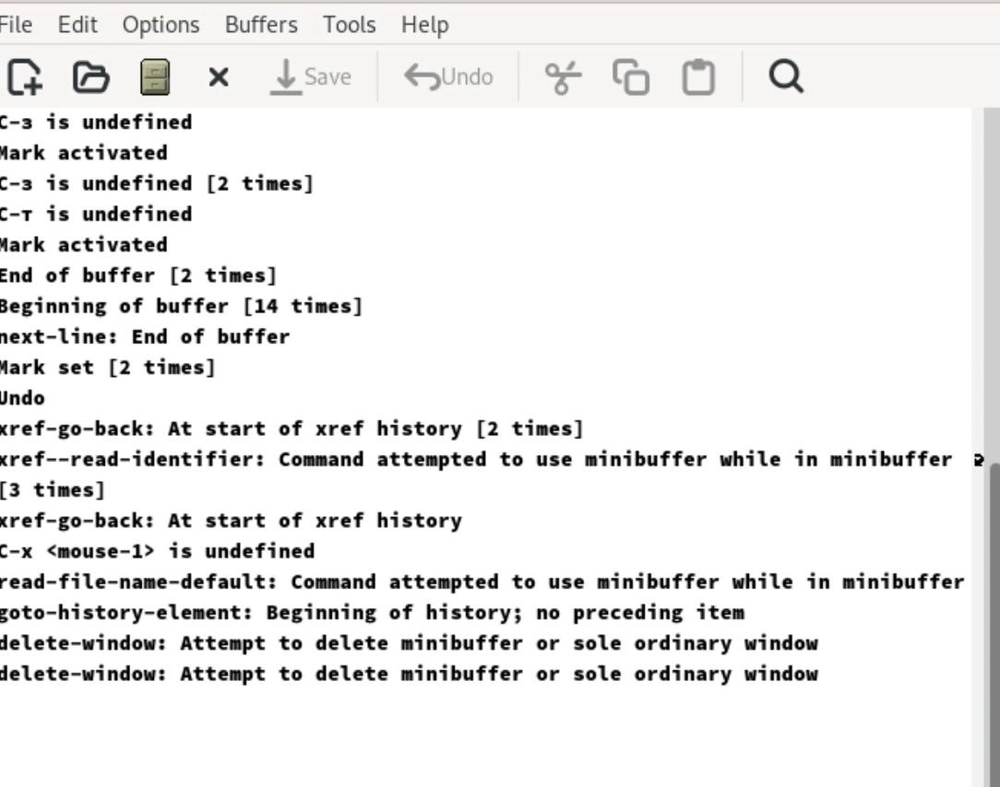 File Edit Options Buffers Tools Help
Save Undo
C-з is undefined
Mark activated
C-з is undefined [2 times]
C-т is undefined
Mark activated
End of buffer [2 times]
Beginning of buffer [14 times]
next-line: End of buffer
Mark set [2 times]
Undo
xref-go-back: At start of xref history [2 times]
xref--read-identifier: Command attempted to use minibuffer while in minibuffer
[3 times]
xref-go-back: At start of xref history
C-x <mouse-1> is undefined
read-file-name-default: Command attempted to use minibuffer while in minibuffer
goto-history-element: Beginning of history; no preceding item
delete-window: Attempt to delete minibuffer or sole ordinary window
delete-window: Attempt to delete minibuffer or sole ordinary window